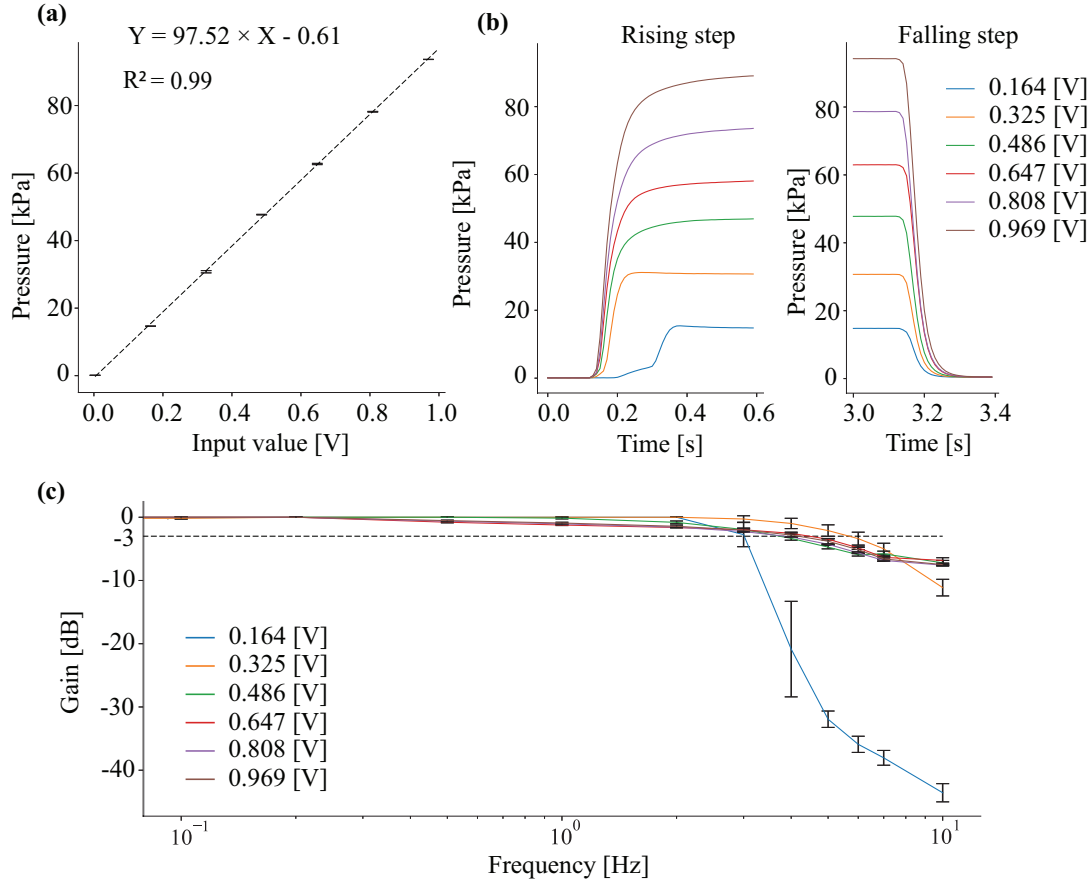 (a)
Y = 97.52 × X - 0.61
R² = 0.99
Pressure [kPa]
80
60
40
20
0
0.0 0.2 0.4 0.6 0.8 1.0
Input value [V]
(b)
Rising step
Pressure [kPa]
80
60
40
20
0
0.0 0.2 0.4 0.6
Time [s]
Falling step
Pressure [kPa]
80
60
40
20
0
3.0 3.2 3.4
Time [s]
0.164 [V]
0.325 [V]
0.486 [V]
0.647 [V]
0.808 [V]
0.969 [V]
(c)
Gain [dB]
0
-3
-10
-20
-30
-40
0.164 [V]
0.325 [V]
0.486 [V]
0.647 [V]
0.808 [V]
0.969 [V]
10⁻¹ 10⁰ 10¹
Frequency [Hz]